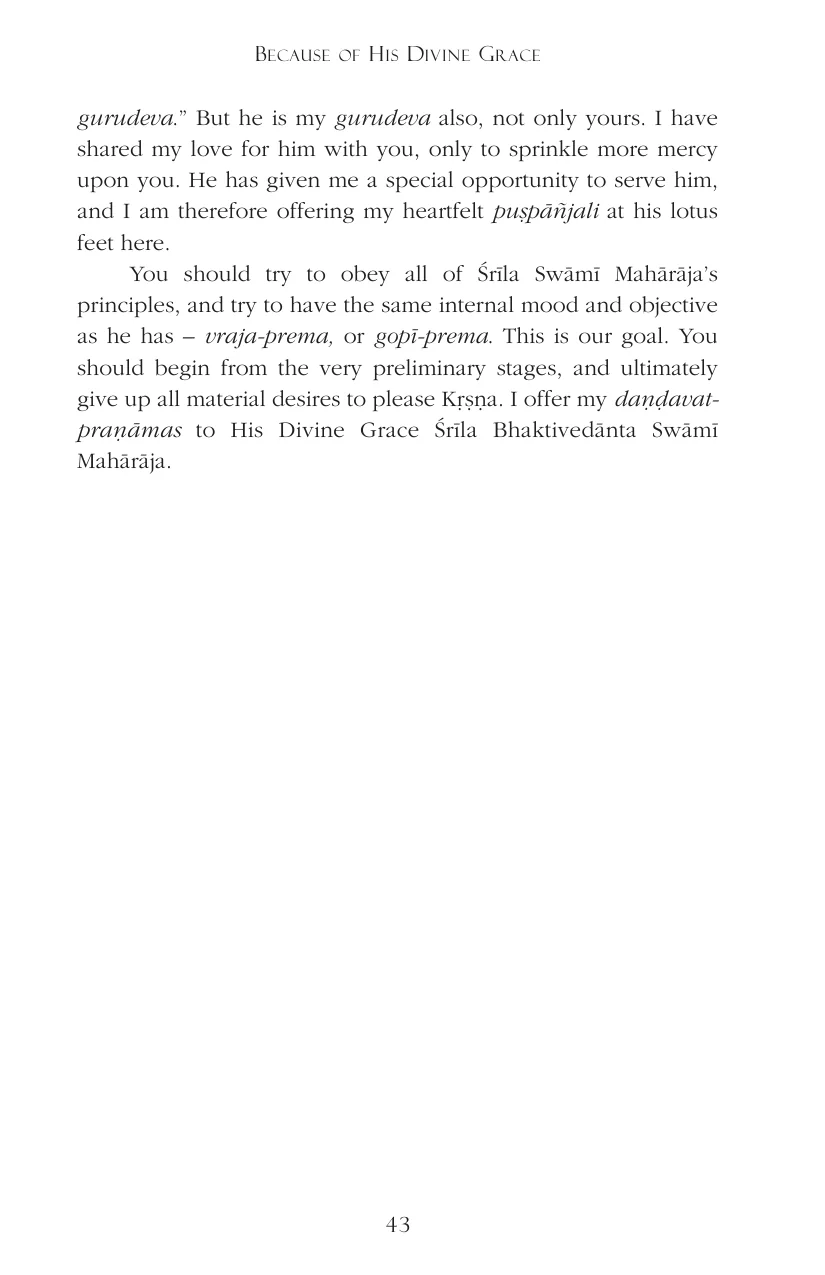 Because of His Divine Grace
gurudeva.” But he is my gurudeva also, not only yours. I have
shared my love for him with you, only to sprinkle more mercy
upon you. He has given me a special opportunity to serve him,
and I am therefore offering my heartfelt puṣpāñjali at his lotus
feet here.
You should try to obey all of Śrīla Swāmī Mahārāja’s
principles, and try to have the same internal mood and objective
as he has – vraja-prema, or gopī-prema. This is our goal. You
should begin from the very preliminary stages, and ultimately
give up all material desires to please Kṛṣṇa. I offer my daṇḍavat-
praṇāmas to His Divine Grace Śrīla Bhaktivedānta Swāmī
Mahārāja.
43